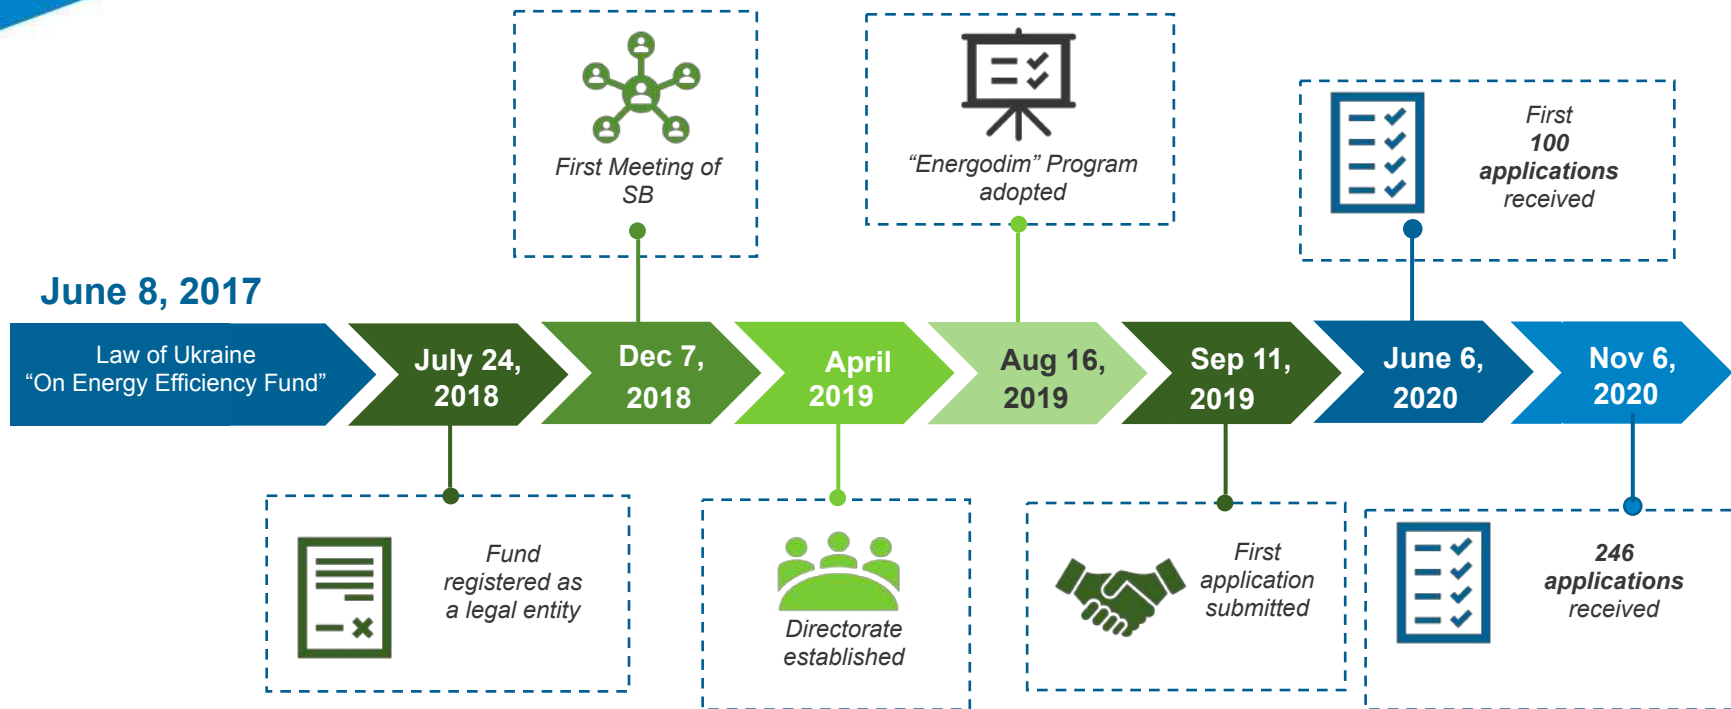 First Meeting of
SB
“Energodim” Program
adopted
First
100
applications
received
June 8, 2017
Law of Ukraine
“On Energy Efficiency Fund”
July 24,
2018
Dec 7,
2018
April
2019
Aug 16,
2019
Sep 11,
2019
June 6,
2020
Nov 6,
2020
Fund
registered as
a legal entity
Directorate
established
First
application
submitted
246
applications
received